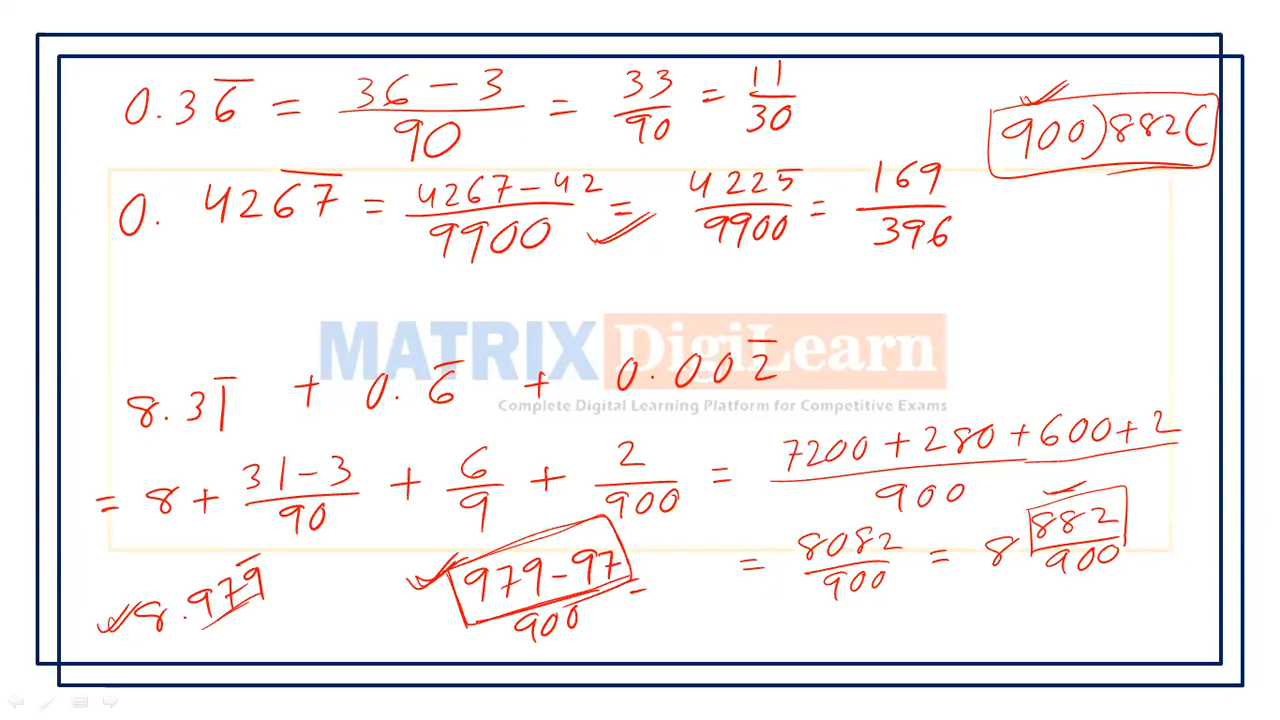 0.36̅ = (36 − 3)/90 = 33/90 = 11/30
900)882(
0.426̅7̅ = (4267 − 42)/9900 = 4225/9900 = 169/396
MATRIX DigiLearn
Complete Digital Learning Platform for Competitive Exams
8.31̅ + 0.6̅ + 0.002̅
= 8 + (31 − 3)/90 + 6/9 + 2/900 = (7200 + 280 + 600 + 2)/900
= 8082/900 = 8 882/900
8.979̅ (979 − 97)/900 =